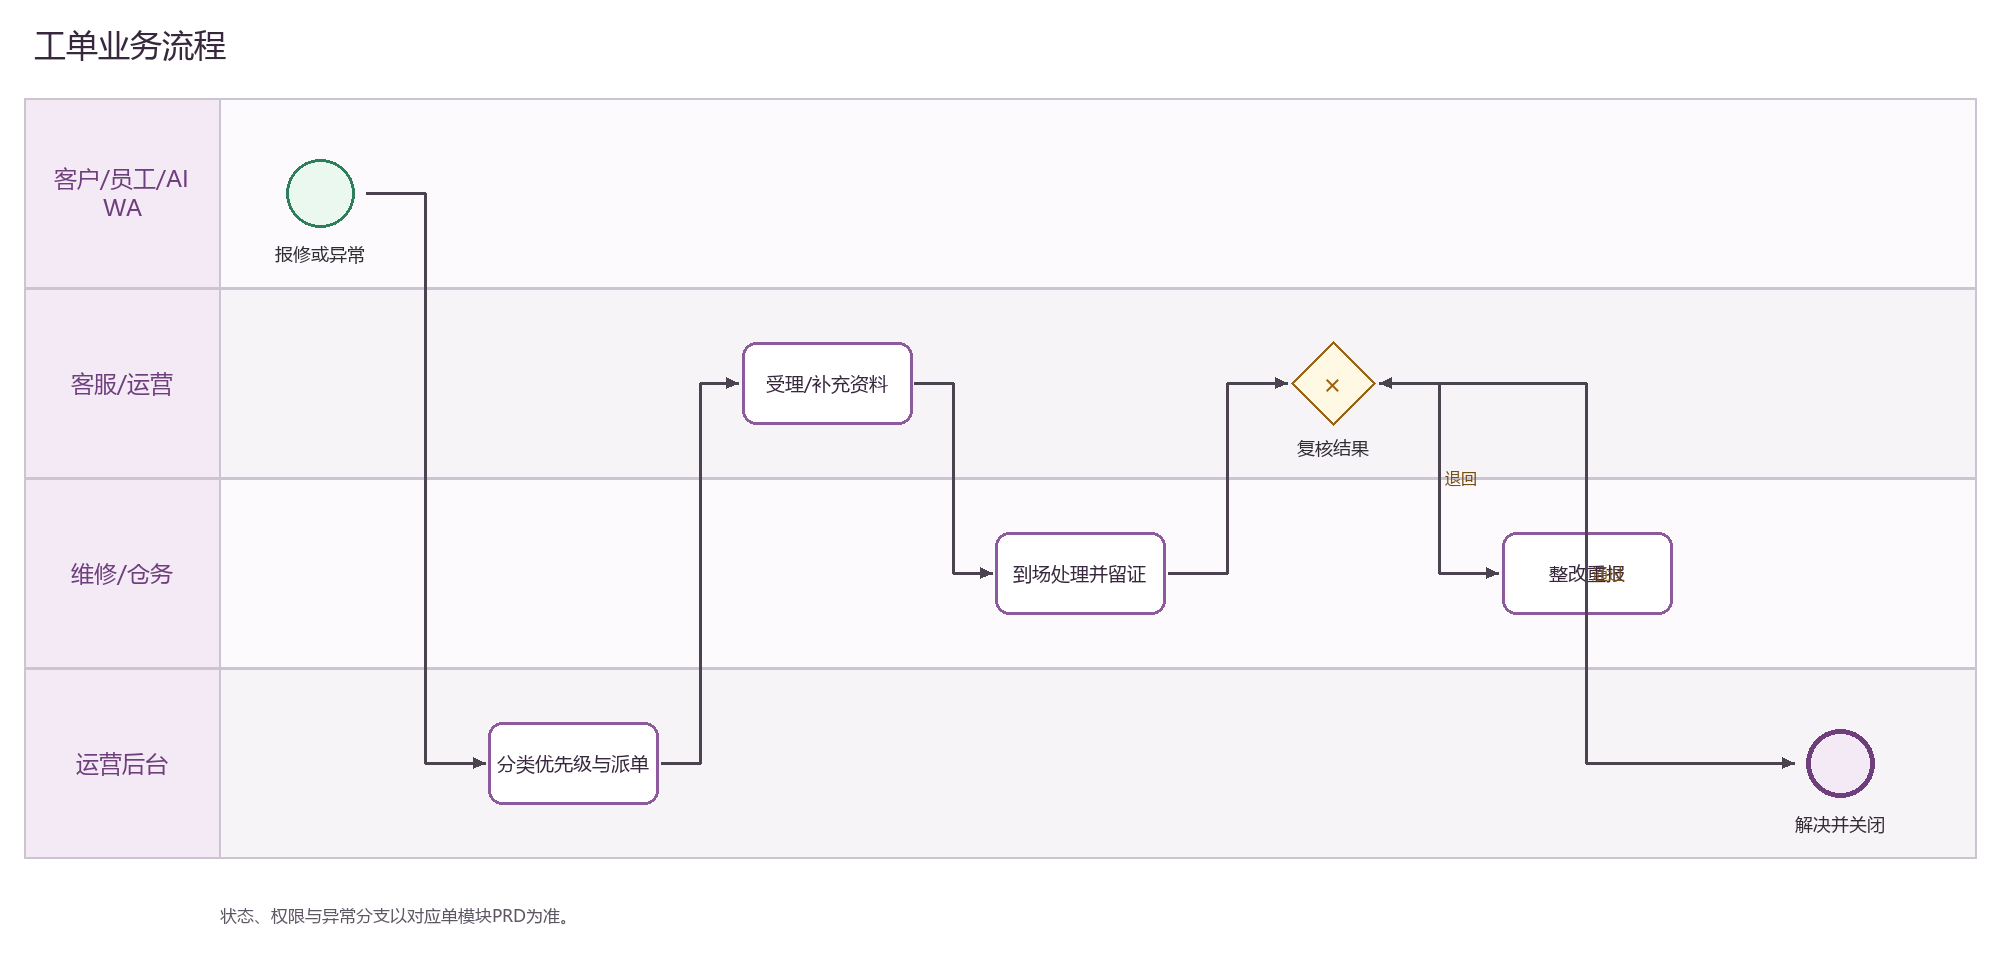 工单业务流程
客户/员工/AI
WA
报修或异常
客服/运营
受理/补充资料
复核结果
退回
维修/仓务
到场处理并留证
整改重报
运营后台
分类优先级与派单
解决并关闭
状态、权限与异常分支以对应单模块PRD为准。